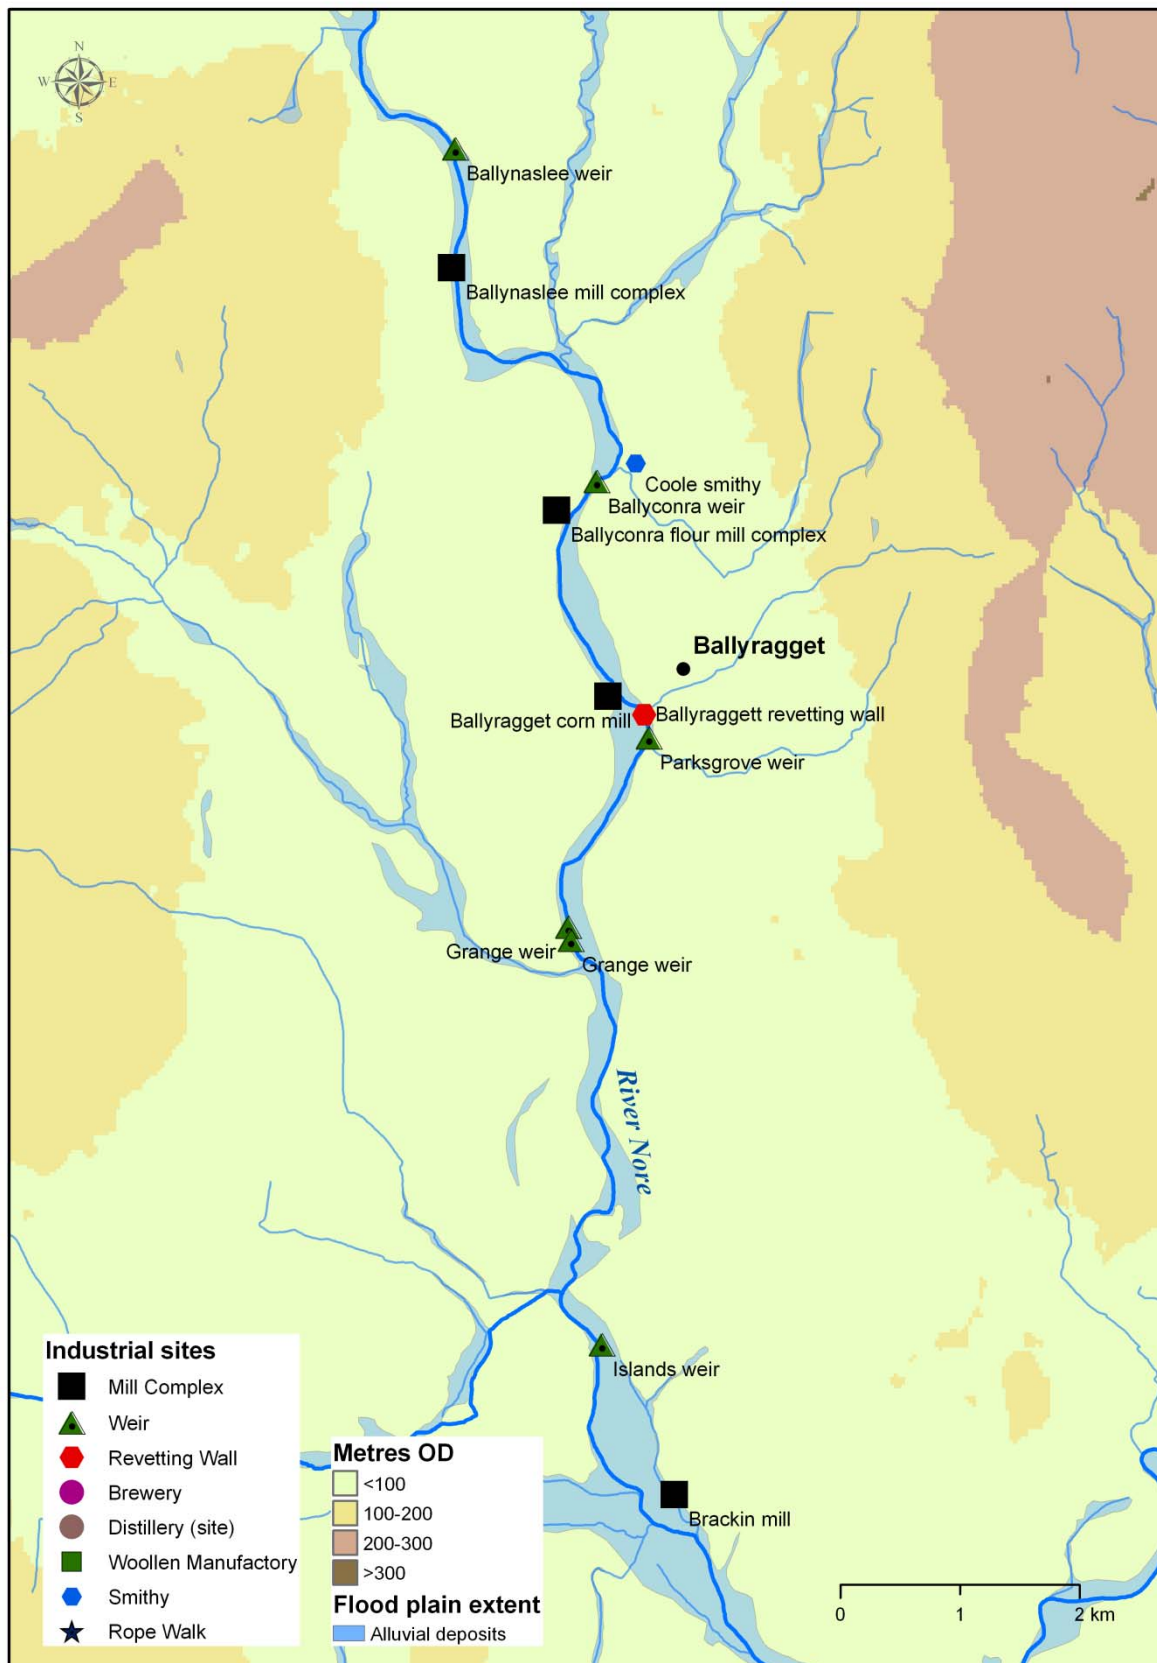 N
W E
S
Ballynaslee weir
Ballynaslee mill complex
Coole smithy
Ballyconra weir
Ballyconra flour mill complex
Ballyragget
Ballyragget corn mill
Ballyraggett revetting wall
Parksgrove weir
Grange weir
Grange weir
River Nore
Islands weir
Brackin mill
Industrial sites
Mill Complex
Weir
Revetting Wall
Brewery
Distillery (site)
Woollen Manufactory
Smithy
Rope Walk
Metres OD
<100
100-200
200-300
>300
Flood plain extent
Alluvial deposits
0 1 2 km